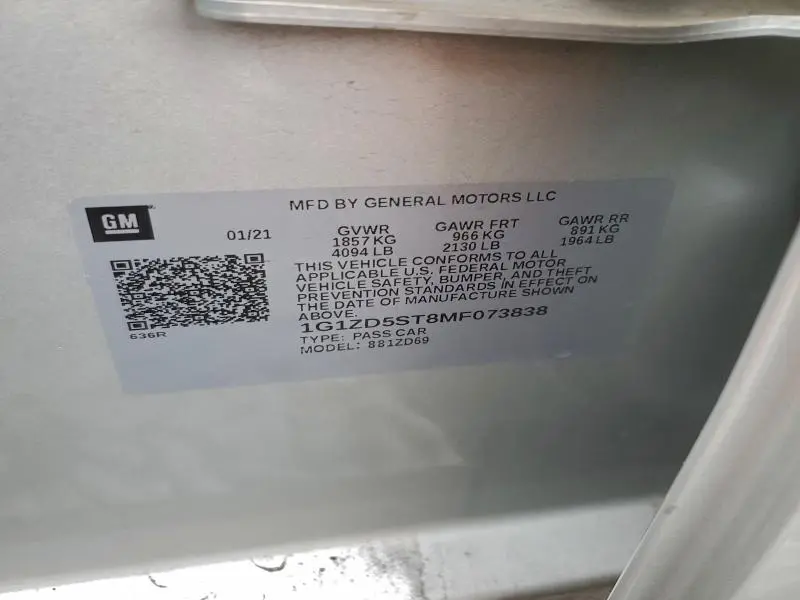 GM
MFD BY GENERAL MOTORS LLC
01/21
GVWR
1857 KG
4094 LB
GAWR FRT
966 KG
2130 LB
GAWR RR
891 KG
1964 LB
THIS VEHICLE CONFORMS TO ALL
APPLICABLE U.S. FEDERAL MOTOR
VEHICLE SAFETY, BUMPER, AND THEFT
PREVENTION STANDARDS IN EFFECT ON
THE DATE OF MANUFACTURE SHOWN
ABOVE.
1G1ZD5ST8MF073838
TYPE: PASS CAR
MODEL: 881ZD69
636R